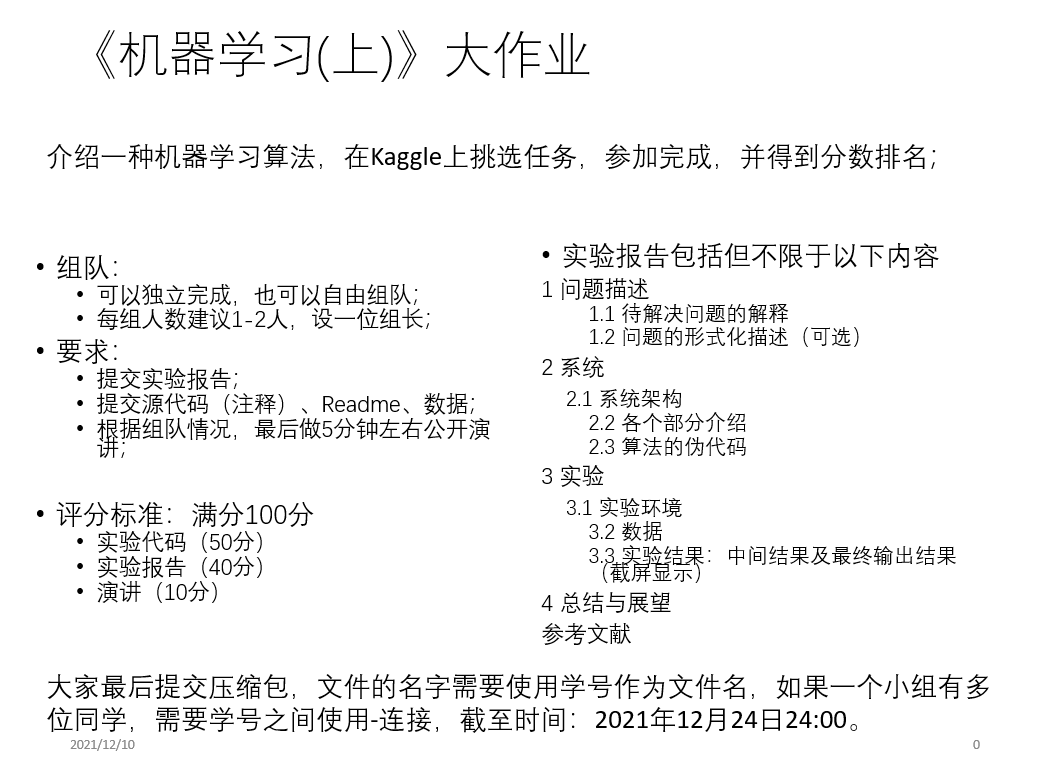 《机器学习(上)》大作业
介绍一种机器学习算法，在Kaggle上挑选任务，参加完成，并得到分数排名；
• 组队：
• 可以独立完成，也可以自由组队；
• 每组人数建议1-2人，设一位组长；
• 要求：
• 提交实验报告；
• 提交源代码（注释）、Readme、数据；
• 根据组队情况，最后做5分钟左右公开演
讲；
• 评分标准：满分100分
• 实验代码（50分）
• 实验报告（40分）
• 演讲（10分）
• 实验报告包括但不限于以下内容
1 问题描述
1.1 待解决问题的解释
1.2 问题的形式化描述（可选）
2 系统
2.1 系统架构
2.2 各个部分介绍
2.3 算法的伪代码
3 实验
3.1 实验环境
3.2 数据
3.3 实验结果：中间结果及最终输出结果
（截屏显示）
4 总结与展望
参考文献
大家最后提交压缩包，文件的名字需要使用学号作为文件名，如果一个小组有多
位同学，需要学号之间使用-连接，截至时间：2021年12月24日24:00。
2021/12/10
0